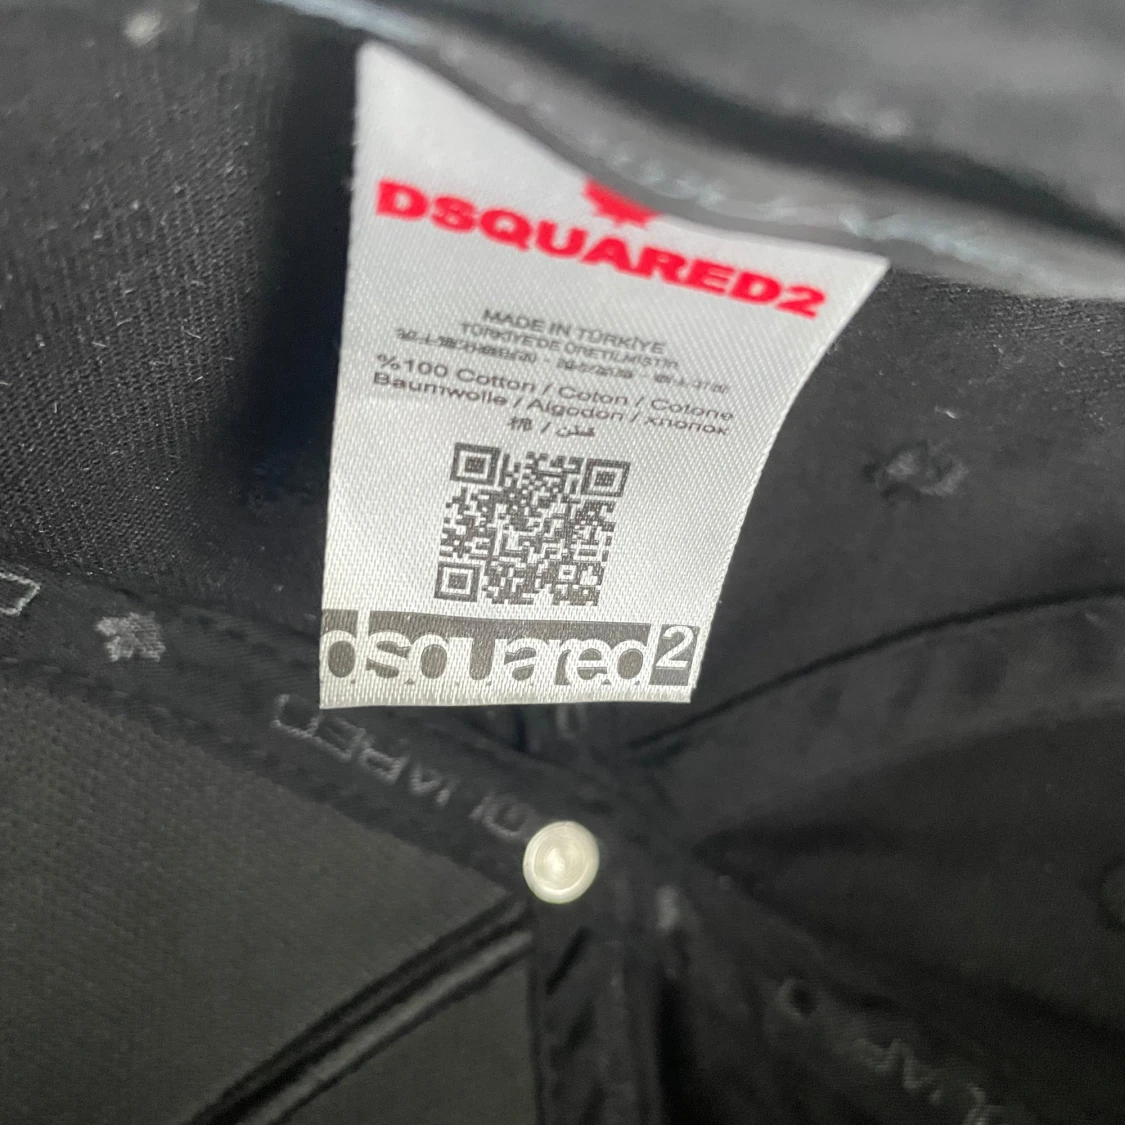 DSQUARED2
MADE IN TÜRKİYE
TÜRKİYE'DE ÜRETİLMİŞTİR
%100 Cotton / Coton / Cotone
Baumwolle / Algodon / хлопок
棉 / قطن
dsquared2
QUARED